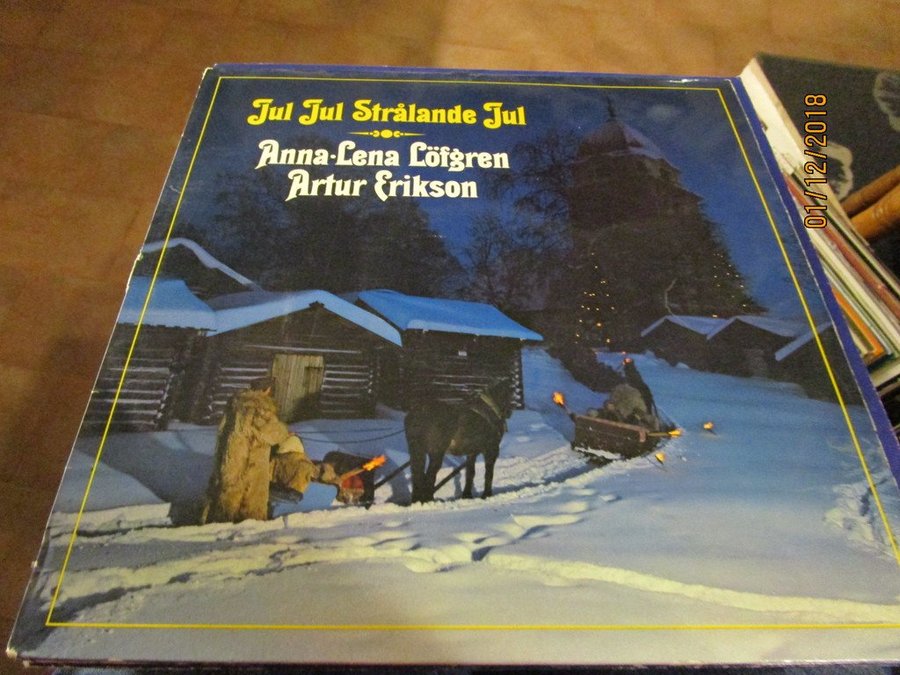 Jul Jul Strålande Jul
Anna-Lena Löfgren
Artur Erikson
01/12/2018